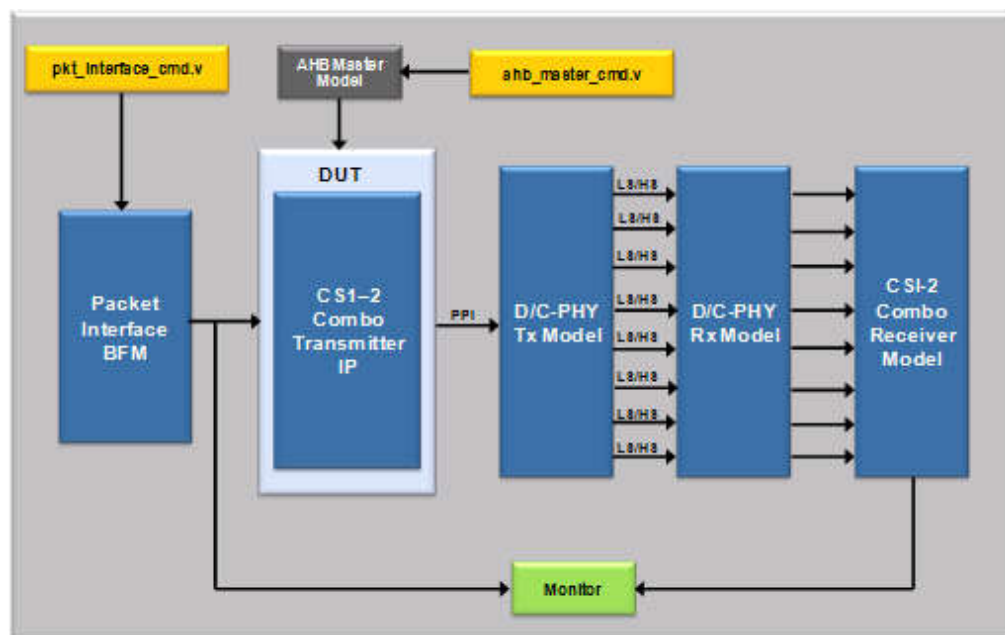 pkt_interface_cmd.v
AHB Master
Model
ahb_master_cmd.v
DUT
Packet
Interface
BFM
CS1–2
Combo
Transmitter
IP
PPI
D/C-PHY
Tx Model
LS/HS
LS/HS
LS/HS
LS/HS
LS/HS
LS/HS
LS/HS
LS/HS
D/C-PHY
Rx Model
CSI-2
Combo
Receiver
Model
Monitor